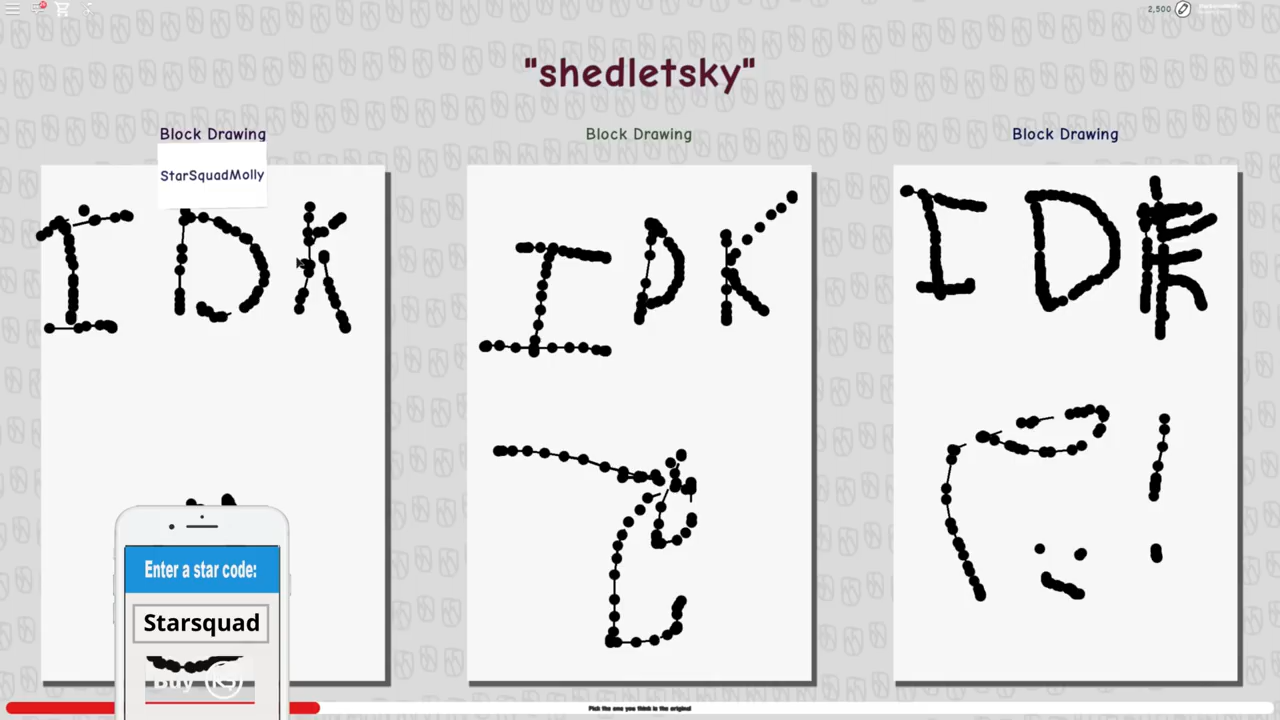 2,500
"shedletsky"
Block Drawing
Block Drawing
Block Drawing
StarSquadMolly
IDK
IDK
IDK
!
Enter a star code:
Starsquad
Buy
Pick the one you think is the original